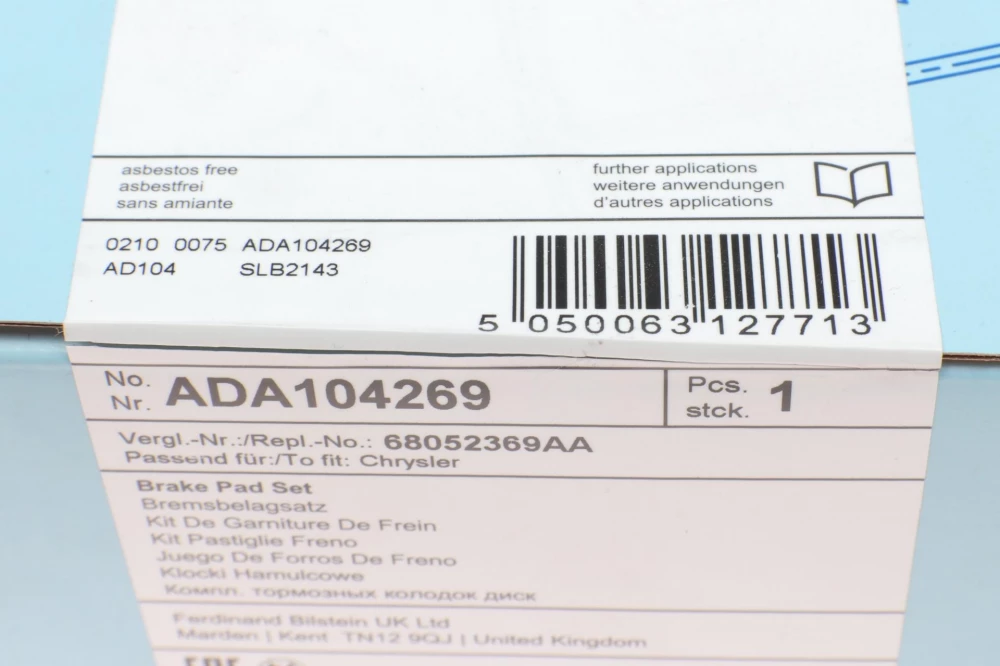 asbestos free
asbestfrei
sans amiante
further applications
weitere anwendungen
d'autres applications
0210 0075 ADA104269
AD104 SLB2143
5 050063 127713
No.
Nr. ADA104269
Pcs.
stck. 1
Vergl.-Nr.:/Repl.-No.: 68052369AA
Passend für:/To fit: Chrysler
Brake Pad Set
Bremsbelagsatz
Kit De Garniture De Frein
Kit Pastiglie Freno
Juego De Forros De Freno
Klocki Hamulcowe
Компл. тормозных колодок диск
Ferdinand Bilstein UK Ltd
Marden | Kent TN12 9QJ | United Kingdom